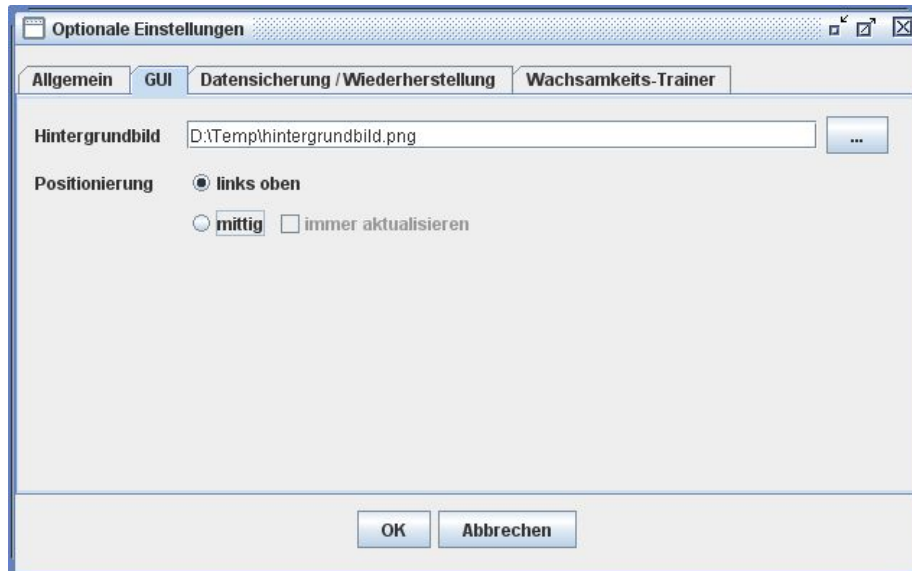 Optionale Einstellungen
Allgemein GUI Datensicherung / Wiederherstellung Wachsamkeits-Trainer
Hintergrundbild D:\Temp\hintergrundbild.png ...
Positionierung links oben
mittig immer aktualisieren
OK Abbrechen